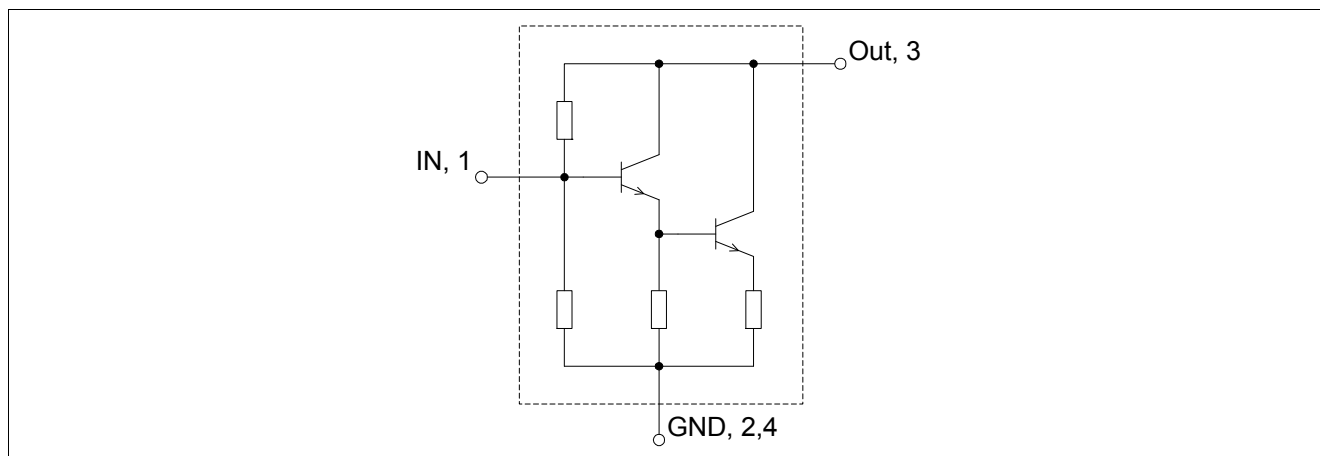 Out, 3
IN, 1
GND, 2,4